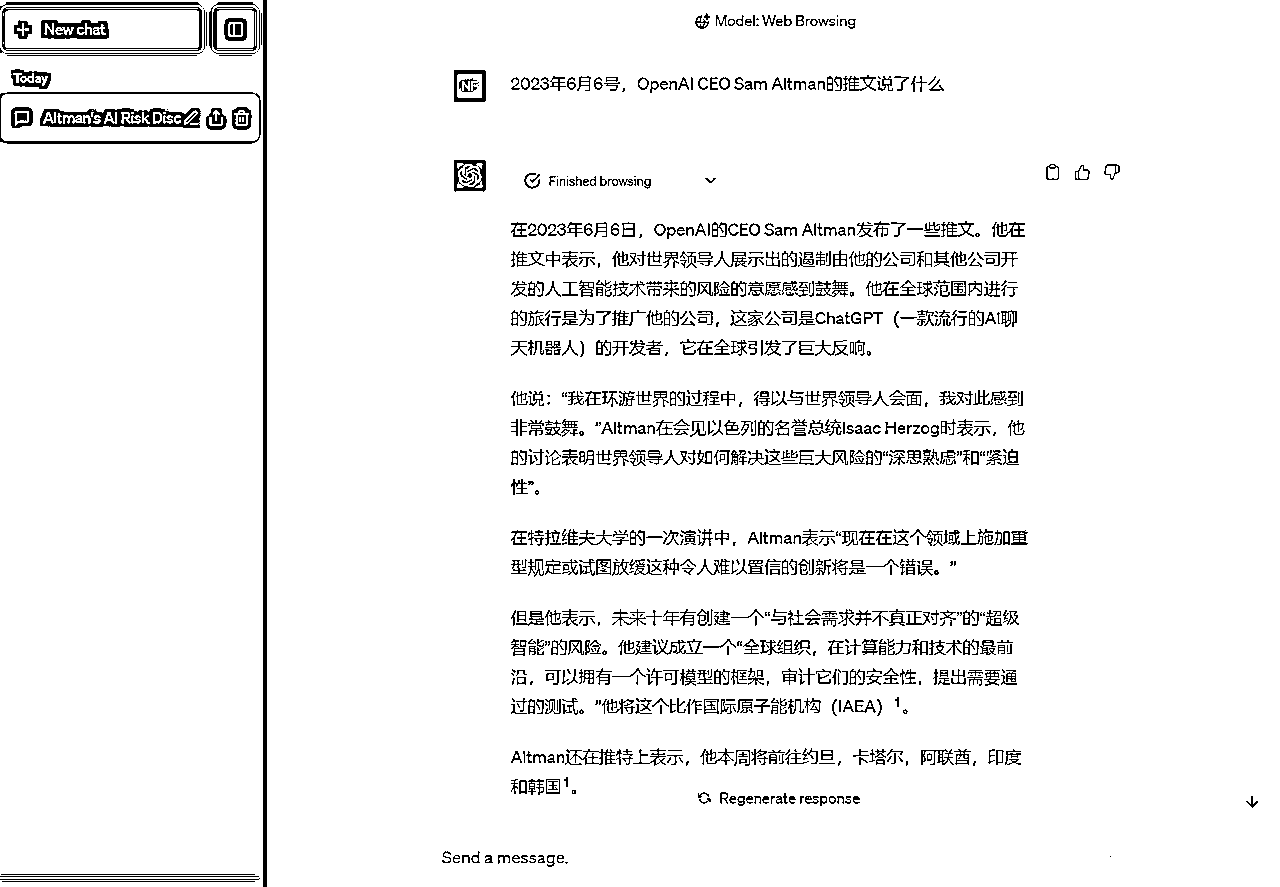 New chat
Today
Altman's AI Risk Disc
Model: Web Browsing
NF
2023年6月6号，OpenAI CEO Sam Altman的推文说了什么
Finished browsing
在2023年6月6日，OpenAI的CEO Sam Altman发布了一些推文。他在
推文中表示，他对世界领导人展示出的遏制由他的公司和其他公司开
发的人工智能技术带来的风险的意愿感到鼓舞。他在全球范围内进行
的旅行是为了推广他的公司，这家公司是ChatGPT（一款流行的AI聊
天机器人）的开发者，它在全球引发了巨大反响。
他说：“我在环游世界的过程中，得以与世界领导人会面，我对此感到
非常鼓舞。”Altman在会见以色列的名誉总统Isaac Herzog时表示，他
的讨论表明世界领导人对如何解决这些巨大风险的“深思熟虑”和“紧迫
性”。
在特拉维夫大学的一次演讲中，Altman表示“现在在这个领域上施加重
型规定或试图放缓这种令人难以置信的创新将是一个错误。”
但是他表示，未来十年有创建一个“与社会需求并不真正对齐”的“超级
智能”的风险。他建议成立一个“全球组织，在计算能力和技术的最前
沿，可以拥有一个许可模型的框架，审计它们的安全性，提出需要通
过的测试。”他将这个比作国际原子能机构（IAEA）¹。
Altman还在推特上表示，他本周将前往约旦，卡塔尔，阿联酋，印度
和韩国¹。
Regenerate response
Send a message.